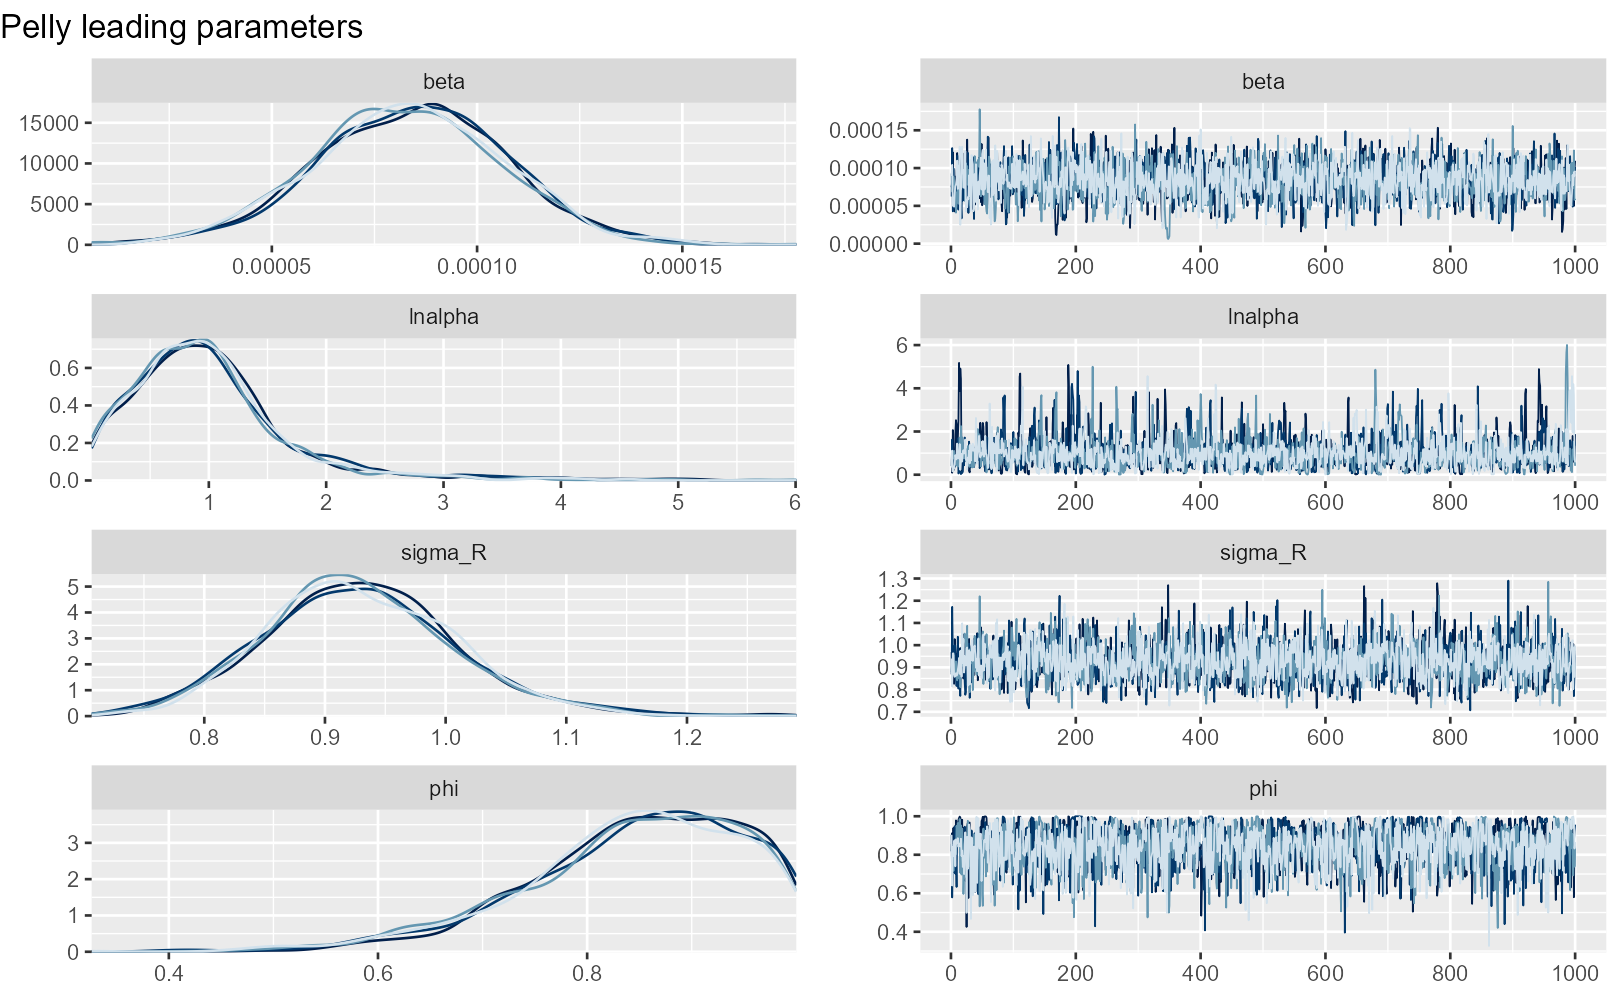 Pelly leading parameters
beta
15000
10000
5000
0
0.00005 0.00010 0.00015
beta
0.00015
0.00010
0.00005
0.00000
0 200 400 600 800 1000
lnalpha
0.6
0.4
0.2
0.0
1 2 3 4 5 6
lnalpha
6
4
2
0
0 200 400 600 800 1000
sigma_R
5
4
3
2
1
0
0.8 0.9 1.0 1.1 1.2
sigma_R
1.3
1.2
1.1
1.0
0.9
0.8
0.7
0 200 400 600 800 1000
phi
3
2
1
0
0.4 0.6 0.8
phi
1.0
0.8
0.6
0.4
0 200 400 600 800 1000